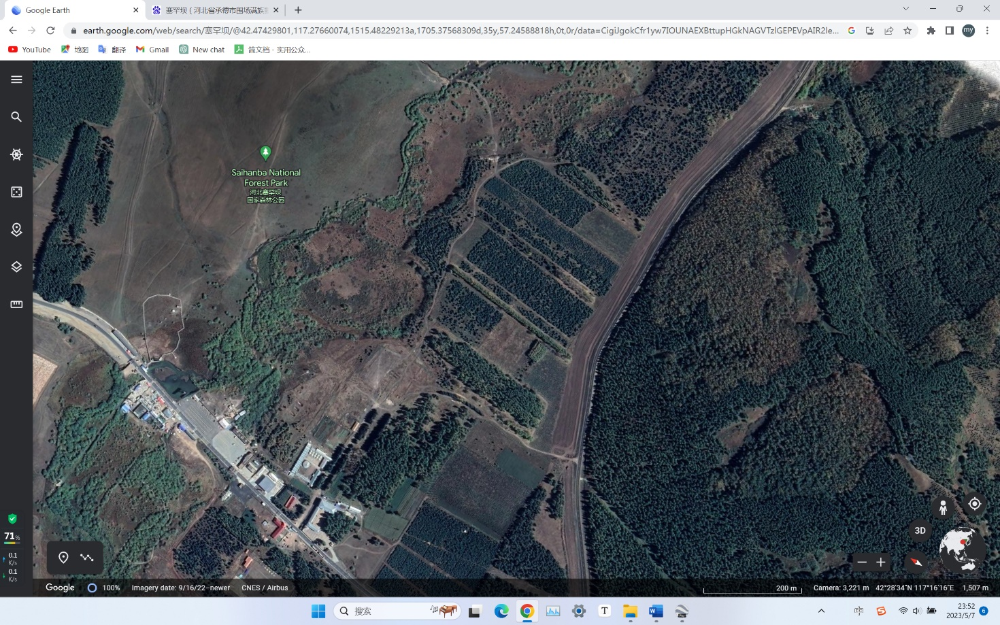 Google Earth
塞罕坝（河北省承德市围场满族
earth.google.com/web/search/塞罕坝/@42.47429801,117.27660074,1515.48229213a,1705.37568309d,35y,57.24588818h,0t,0r/data=CigiJgokCfr1yw7IOUNAEXBttupHGkNAGVTzlGEPEVpAIR2le...
my
YouTube
地图
翻译
Gmail
New chat
简文档 - 实用公众...
Saihanba National
Forest Park
河北塞罕坝
国家森林公园
71%
0.1
K/s
0.1
K/s
3D
Google
100%
Imagery date: 9/16/22–newer
CNES / Airbus
200 m
Camera: 3,221 m
42°28'34"N 117°16'16"E
1,507 m
搜索
中
23:52
2023/5/7
6